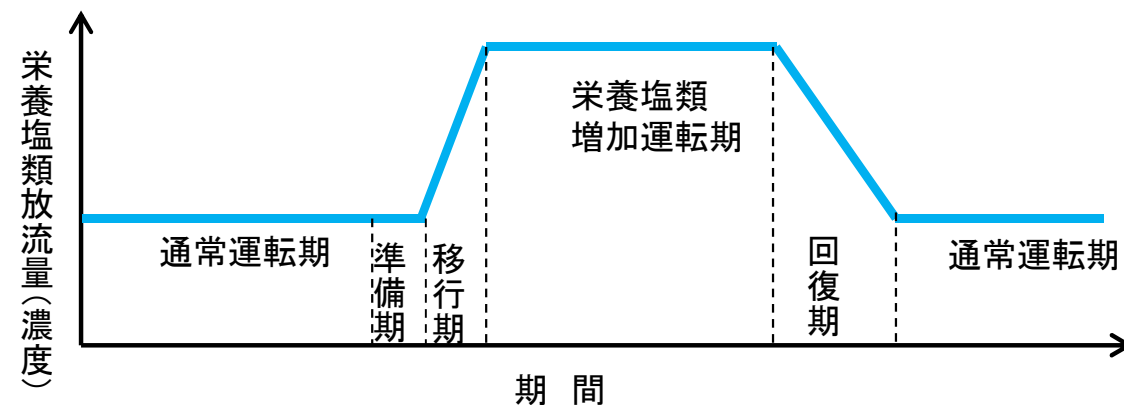 栄養塩類放流量（濃度）
栄養塩類
増加運転期
通常運転期
準備期
移行期
回復期
通常運転期
期 間